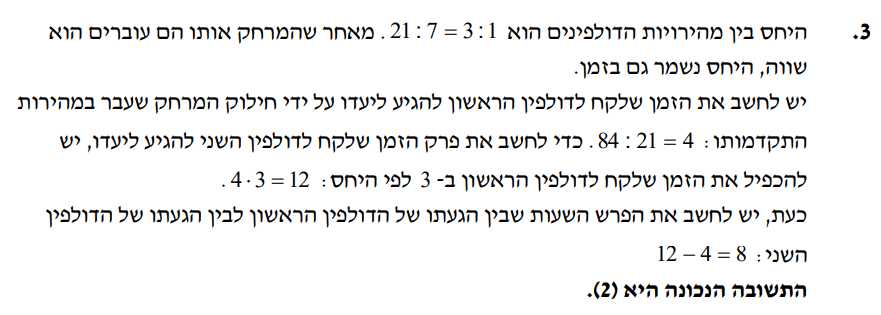 3. היחס בין מהירויות הדולפינים הוא 21 : 7 = 3 : 1. מאחר שהמרחק אותו הם עוברים הוא
שווה, היחס נשמר גם בזמן.
יש לחשב את הזמן שלקח לדולפין הראשון להגיע ליעדו על ידי חילוק המרחק שעבר במהירות
התקדמותו: 84 : 21 = 4. כדי לחשב את פרק הזמן שלקח לדולפין השני להגיע ליעדו, יש
להכפיל את הזמן שלקח לדולפין הראשון ב- 3 לפי היחס: 4 · 3 = 12.
כעת, יש לחשב את הפרש השעות שבין הגעתו של הדולפין הראשון לבין הגעתו של הדולפין
השני: 12 − 4 = 8
התשובה הנכונה היא (2).